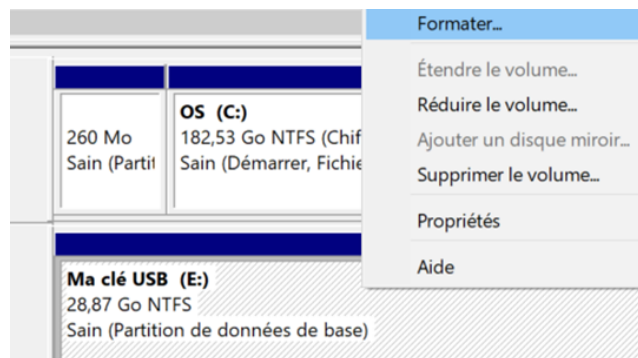 Formater...
Étendre le volume...
Réduire le volume...
Ajouter un disque miroir...
Supprimer le volume...
Propriétés
Aide
260 Mo
Sain (Partit
OS (C:)
182,53 Go NTFS (Chif
Sain (Démarrer, Fichie
Ma clé USB (E:)
28,87 Go NTFS
Sain (Partition de données de base)